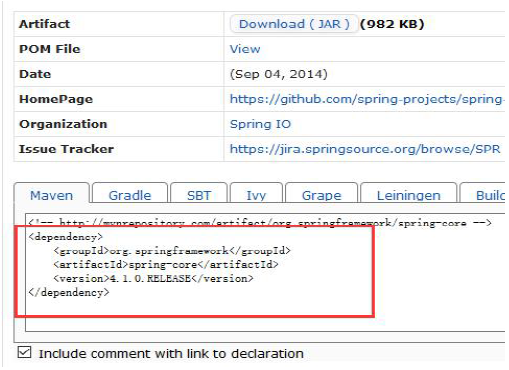 Artifact Download ( JAR ) (982 KB)
POM File View
Date (Sep 04, 2014)
HomePage https://github.com/spring-projects/spring-
Organization Spring IO
Issue Tracker https://jira.springsource.org/browse/SPR
Maven Gradle SBT Ivy Grape Leiningen Build
<!-- http://mvnrepository.com/artifact/org.springframework/spring-core -->
<dependency>
<groupId>org.springframework</groupId>
<artifactId>spring-core</artifactId>
<version>4.1.0.RELEASE</version>
</dependency>
Include comment with link to declaration